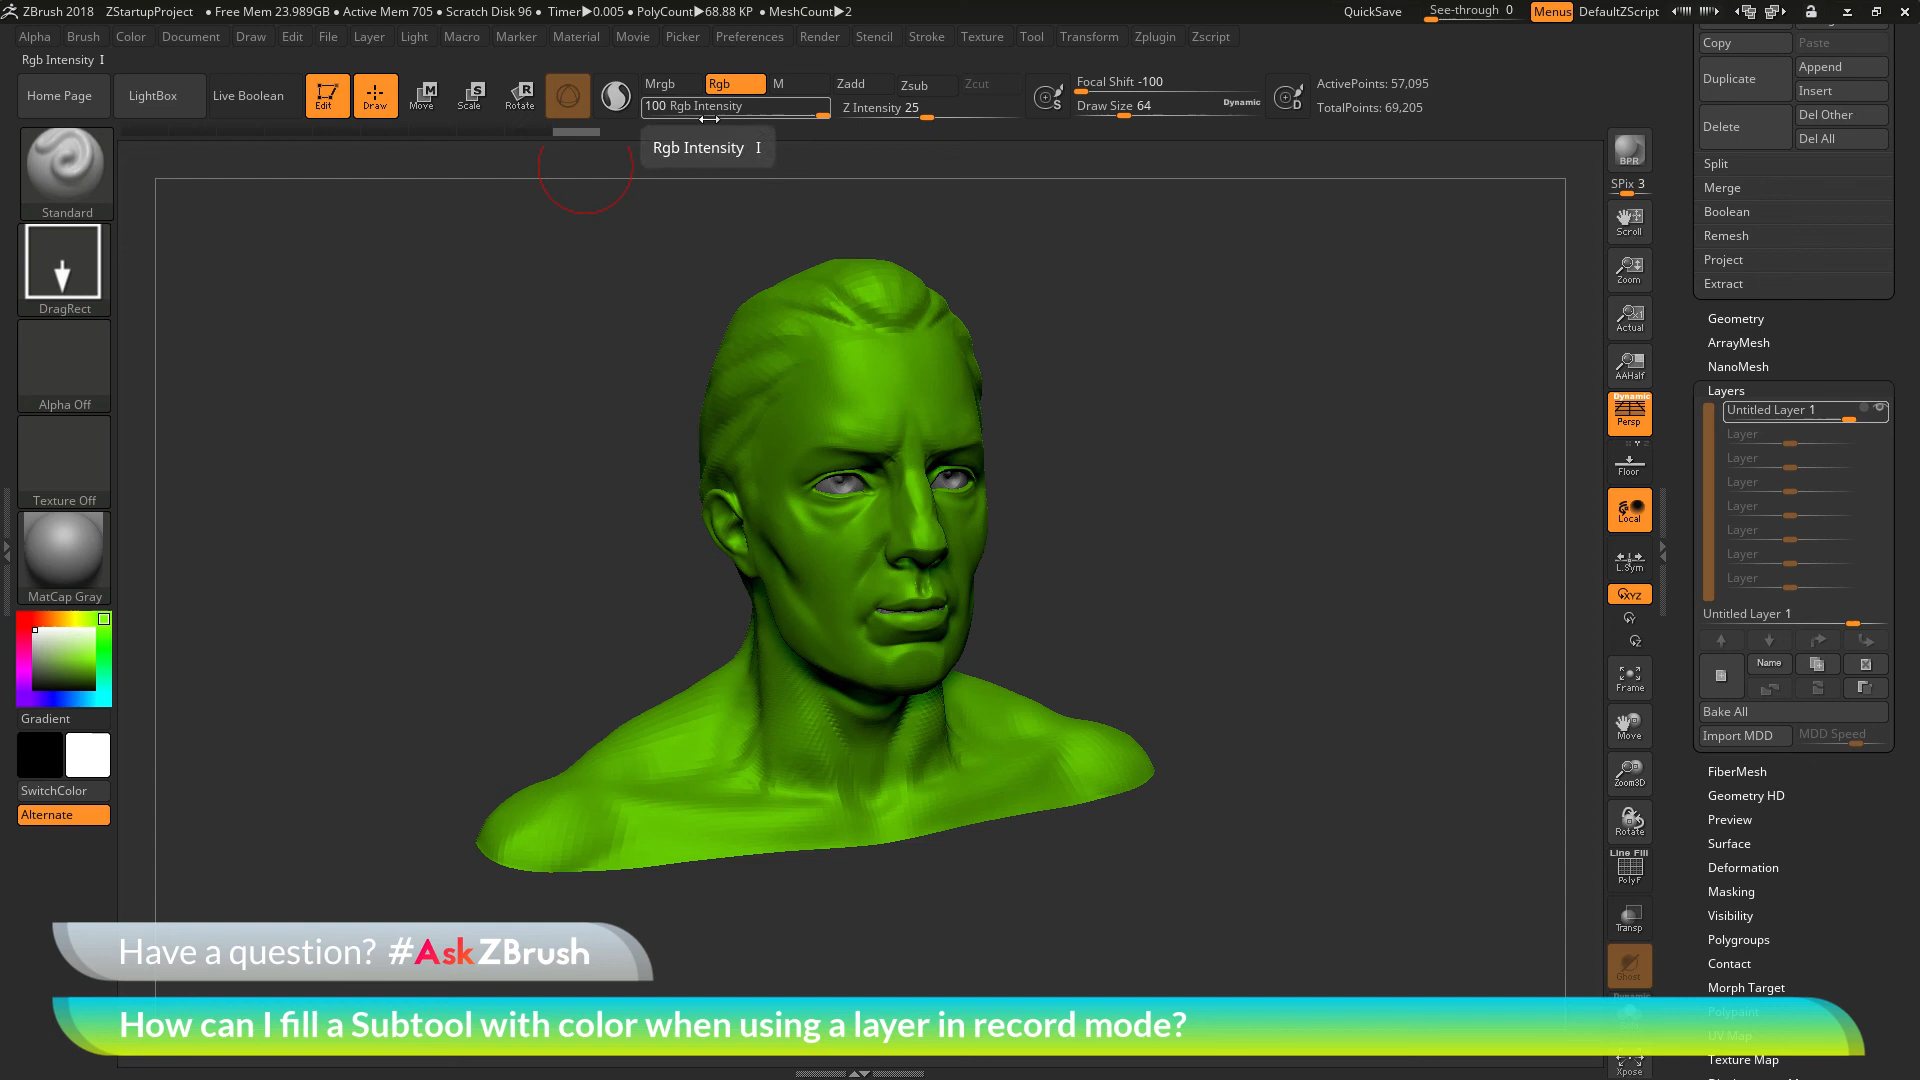 ZBrush 2018 ZStartupProject • Free Mem 23.989GB • Active Mem 705 • Scratch Disk 96 • Timer▶0.005 • PolyCount▶68.88 KP • MeshCount▶2 QuickSave See-through 0 Menus DefaultZScript
Alpha Brush Color Document Draw Edit File Layer Light Macro Marker Material Movie Picker Preferences Render Stencil Stroke Texture Tool Transform Zplugin Zscript
Rgb Intensity I
Home Page LightBox Live Boolean Edit Draw Move Scale Rotate
Mrgb Rgb M Zadd Zsub Zcut
100 Rgb Intensity Z Intensity 25
Focal Shift -100
Draw Size 64 Dynamic
ActivePoints: 57,095
TotalPoints: 69,205
Rgb Intensity I
Standard
DragRect
Alpha Off
Texture Off
MatCap Gray
Gradient
SwitchColor
Alternate
BPR
SPix 3
Scroll
Zoom
Actual
AAHalf
Dynamic
Persp
Floor
Local
L.Sym
XYZ
Frame
Move
Zoom3D
Rotate
Line Fill
PolyF
Transp
Ghost
Dynamic
Xpose
Copy Paste
Duplicate Append
Insert
Delete Del Other
Del All
Split
Merge
Boolean
Remesh
Project
Extract
Geometry
ArrayMesh
NanoMesh
Layers
Untitled Layer 1
Layer
Layer
Layer
Layer
Layer
Layer
Layer
Untitled Layer 1
Name
Bake All
Import MDD MDD Speed
FiberMesh
Geometry HD
Preview
Surface
Deformation
Masking
Visibility
Polygroups
Contact
Morph Target
Polypaint
UV Map
Texture Map
Have a question? #AskZBrush
How can I fill a Subtool with color when using a layer in record mode?